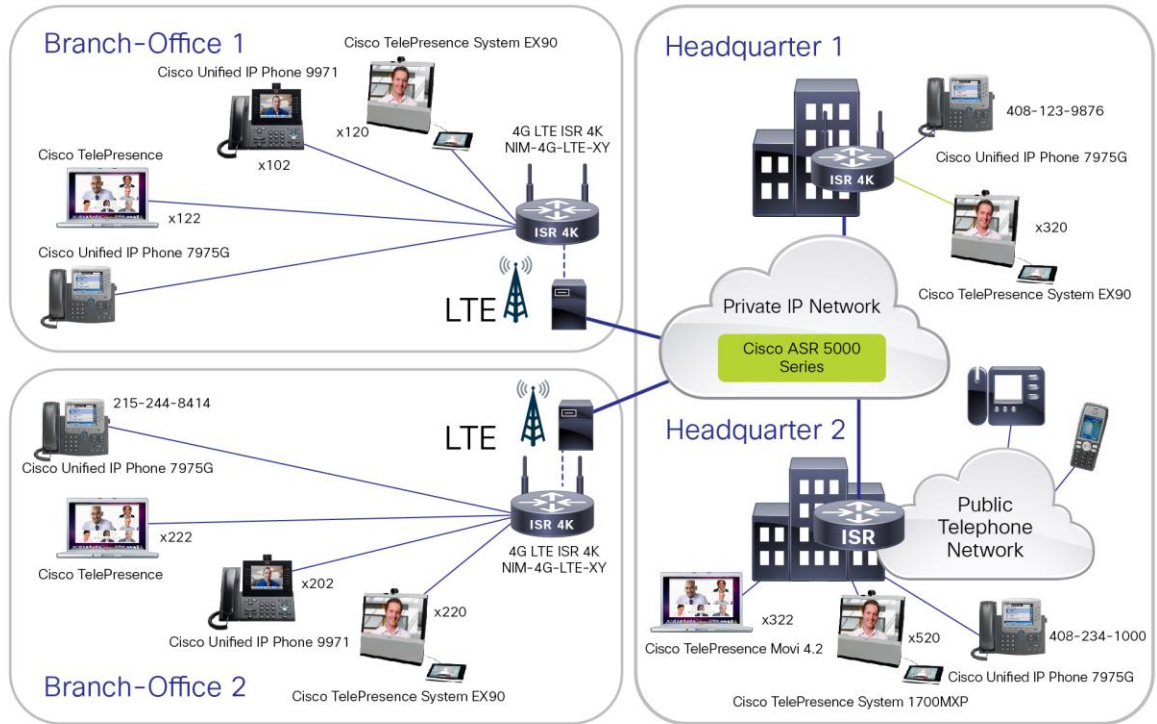 Branch-Office 1
Cisco TelePresence System EX90
Cisco Unified IP Phone 9971
x120
4G LTE ISR 4K
NIM-4G-LTE-XY
Cisco TelePresence
x102
x122
ISR 4K
Cisco Unified IP Phone 7975G
LTE
Headquarter 1
408-123-9876
Cisco Unified IP Phone 7975G
ISR 4K
x320
Cisco TelePresence System EX90
Private IP Network
Cisco ASR 5000
Series
215-244-8414
LTE
Cisco Unified IP Phone 7975G
ISR 4K
x222
Cisco TelePresence
4G LTE ISR 4K
NIM-4G-LTE-XY
x202
x220
Cisco Unified IP Phone 9971
Cisco TelePresence System EX90
Branch-Office 2
Headquarter 2
Public
Telephone
Network
ISR
x322
x520
408-234-1000
Cisco TelePresence Movi 4.2
Cisco Unified IP Phone 7975G
Cisco TelePresence System 1700MXP